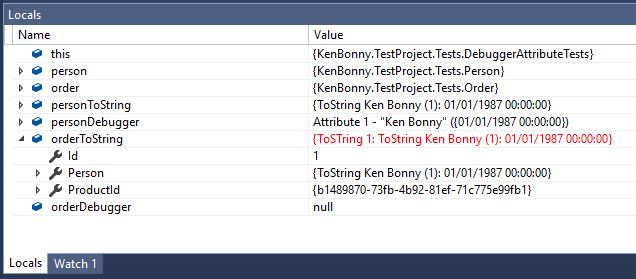 Locals
Name Value
this {KenBonny.TestProject.Tests.DebuggerAttributeTests}
person {KenBonny.TestProject.Tests.Person}
order {KenBonny.TestProject.Tests.Order}
personToString {ToString Ken Bonny (1): 01/01/1987 00:00:00}
personDebugger Attribute 1 - "Ken Bonny" ({01/01/1987 00:00:00})
orderToString {ToSTring 1: ToString Ken Bonny (1): 01/01/1987 00:00:00}
Id 1
Person {ToString Ken Bonny (1): 01/01/1987 00:00:00}
ProductId {b1489870-73fb-4b92-81ef-71c775e99fb1}
orderDebugger null
Locals Watch 1